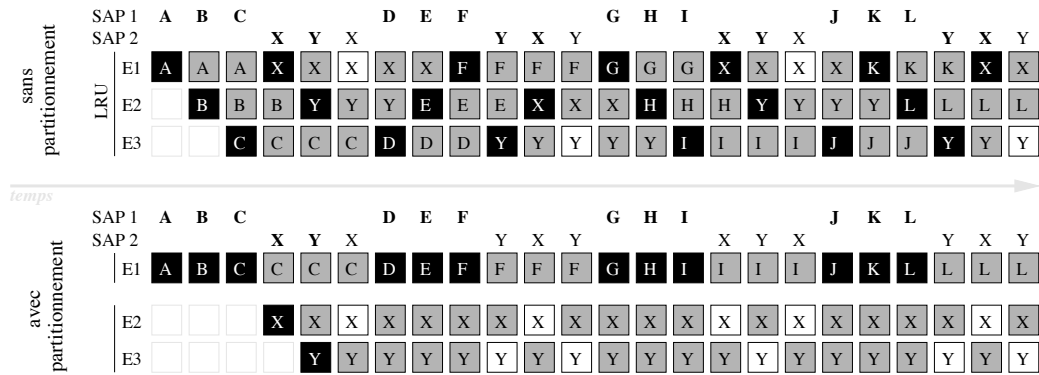 SAP 1 A B C D E F G H I J K L
SAP 2 X Y X Y X Y X Y X Y X Y
sans
partitionnement
LRU
E1 A A A X X X X X F F F F G G G X X X X K K K X X
E2 B B B Y Y Y E E E X X X H H H Y Y Y Y L L L L
E3 C C C C D D D Y Y Y Y Y I I I I J J J Y Y Y
temps
SAP 1 A B C D E F G H I J K L
SAP 2 X Y X Y X Y X Y X Y X Y
avec
partitionnement
E1 A B C C C C D E F F F F G H I I I I J K L L L L
E2 X X X X X X X X X X X X X X X X X X X X X
E3 Y Y Y Y Y Y Y Y Y Y Y Y Y Y Y Y Y Y Y Y